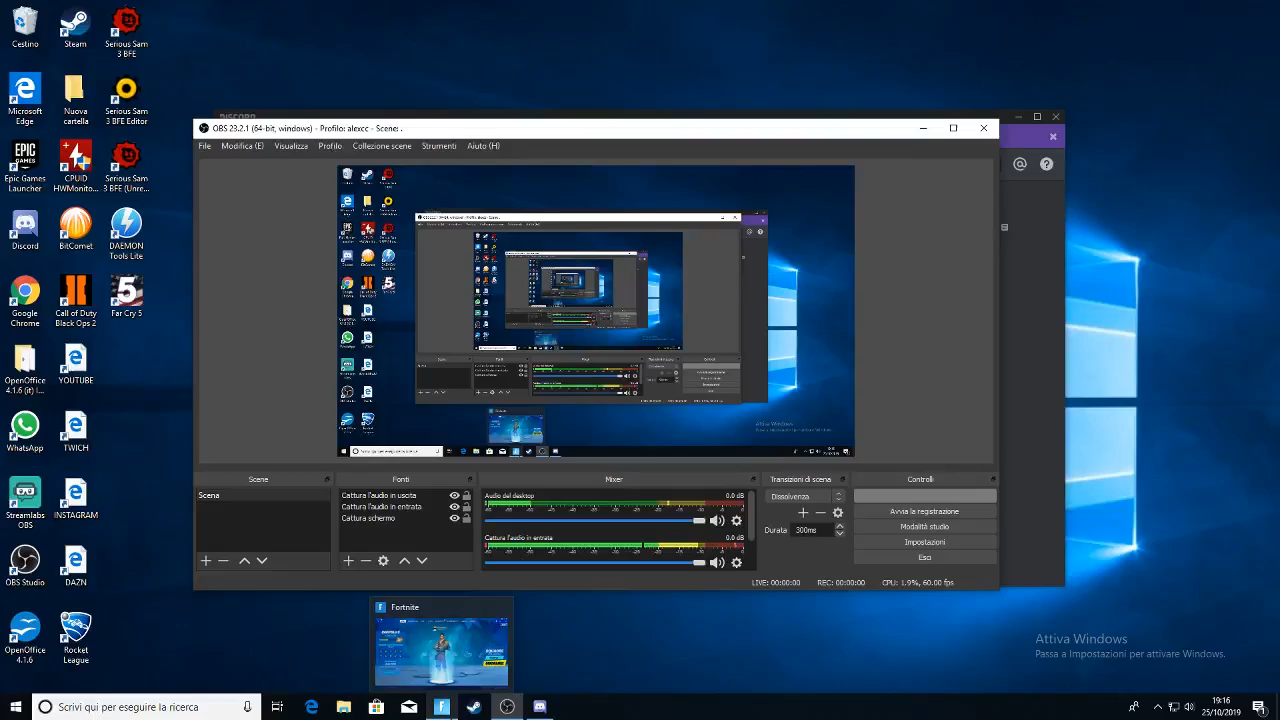 Cestino
Steam
Serious Sam
3 BFE
Microsoft
Edge
Nuova
cartella
Serious Sam
3 BFE Editor
Epic Games
Launcher
CPUID
HWMonito...
Serious Sam
3 BFE (Unre...
Discord
BitComet
DAEMON
Tools Lite
Google
Chrome
Call of Duty
Black Ops 2
Far Cry 5
OpenOffice
4.1.6 (it) I...
YOUTUBE
WhatsApp
TWICH
Streamlabs
OBS
INSTAGRAM
OBS Studio
DAZN
OpenOffice
4.1.6
Rocket
League
DISCORD
OBS 23.2.1 (64-bit, windows) - Profilo: alexcc - Scene: .
File Modifica (E) Visualizza Profilo Collezione scene Strumenti Aiuto (H)
Scene Fonti Mixer Transizioni di scena Controlli
Scena
Cattura l'audio in uscita
Cattura l'audio in entrata
Cattura schermo
Audio del desktop 0.0 dB
Cattura l'audio in entrata 0.0 dB
Dissolvenza
Durata 300ms
Avvia la registrazione
Modalità studio
Impostazioni
Esci
LIVE: 00:00:00 REC: 00:00:00 CPU: 1.9%, 60.00 fps
Fortnite
Attiva Windows
Passa a Impostazioni per attivare Windows.
Scrivi qui per eseguire la ricerca
19:16
25/10/2019